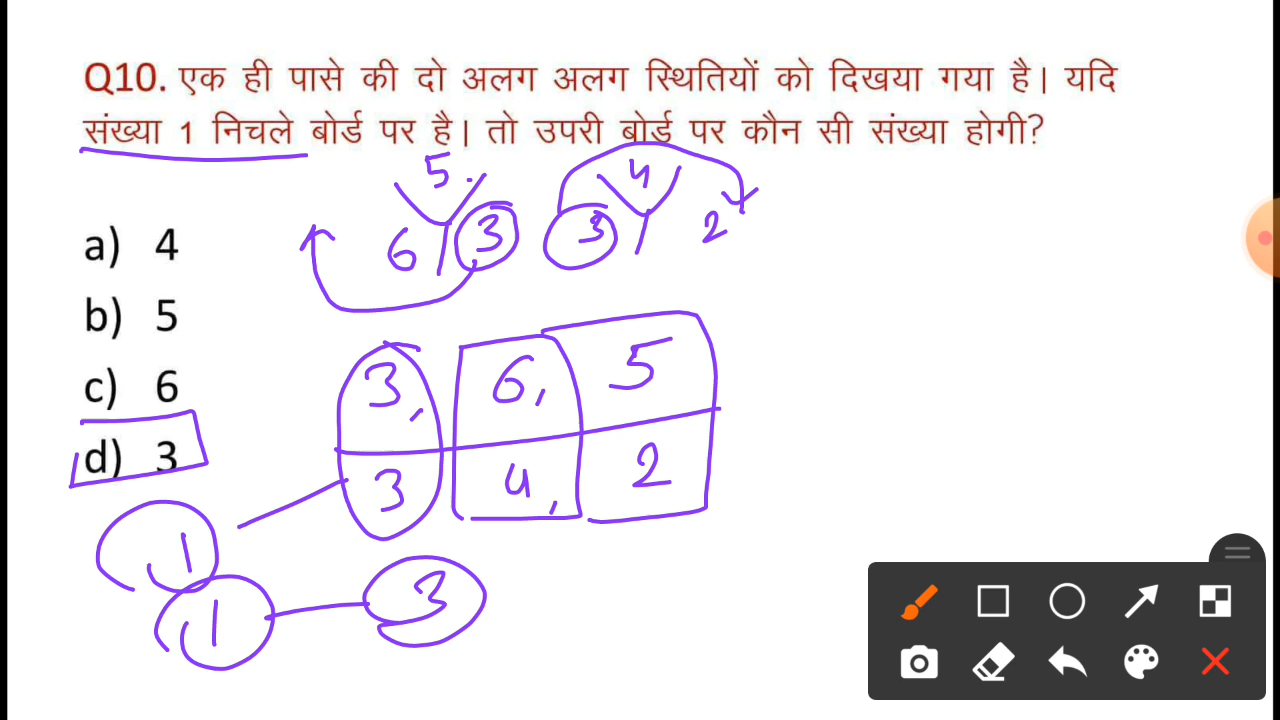 Q10. एक ही पासे की दो अलग अलग स्थितियों को दिखया गया है। यदि
संख्या 1 निचले बोर्ड पर है। तो उपरी बोर्ड पर कौन सी संख्या होगी?
5 4
6 3 3 2
a) 4
b) 5
c) 6
d) 3
3, 6, 5
3 4, 2
1
1 3